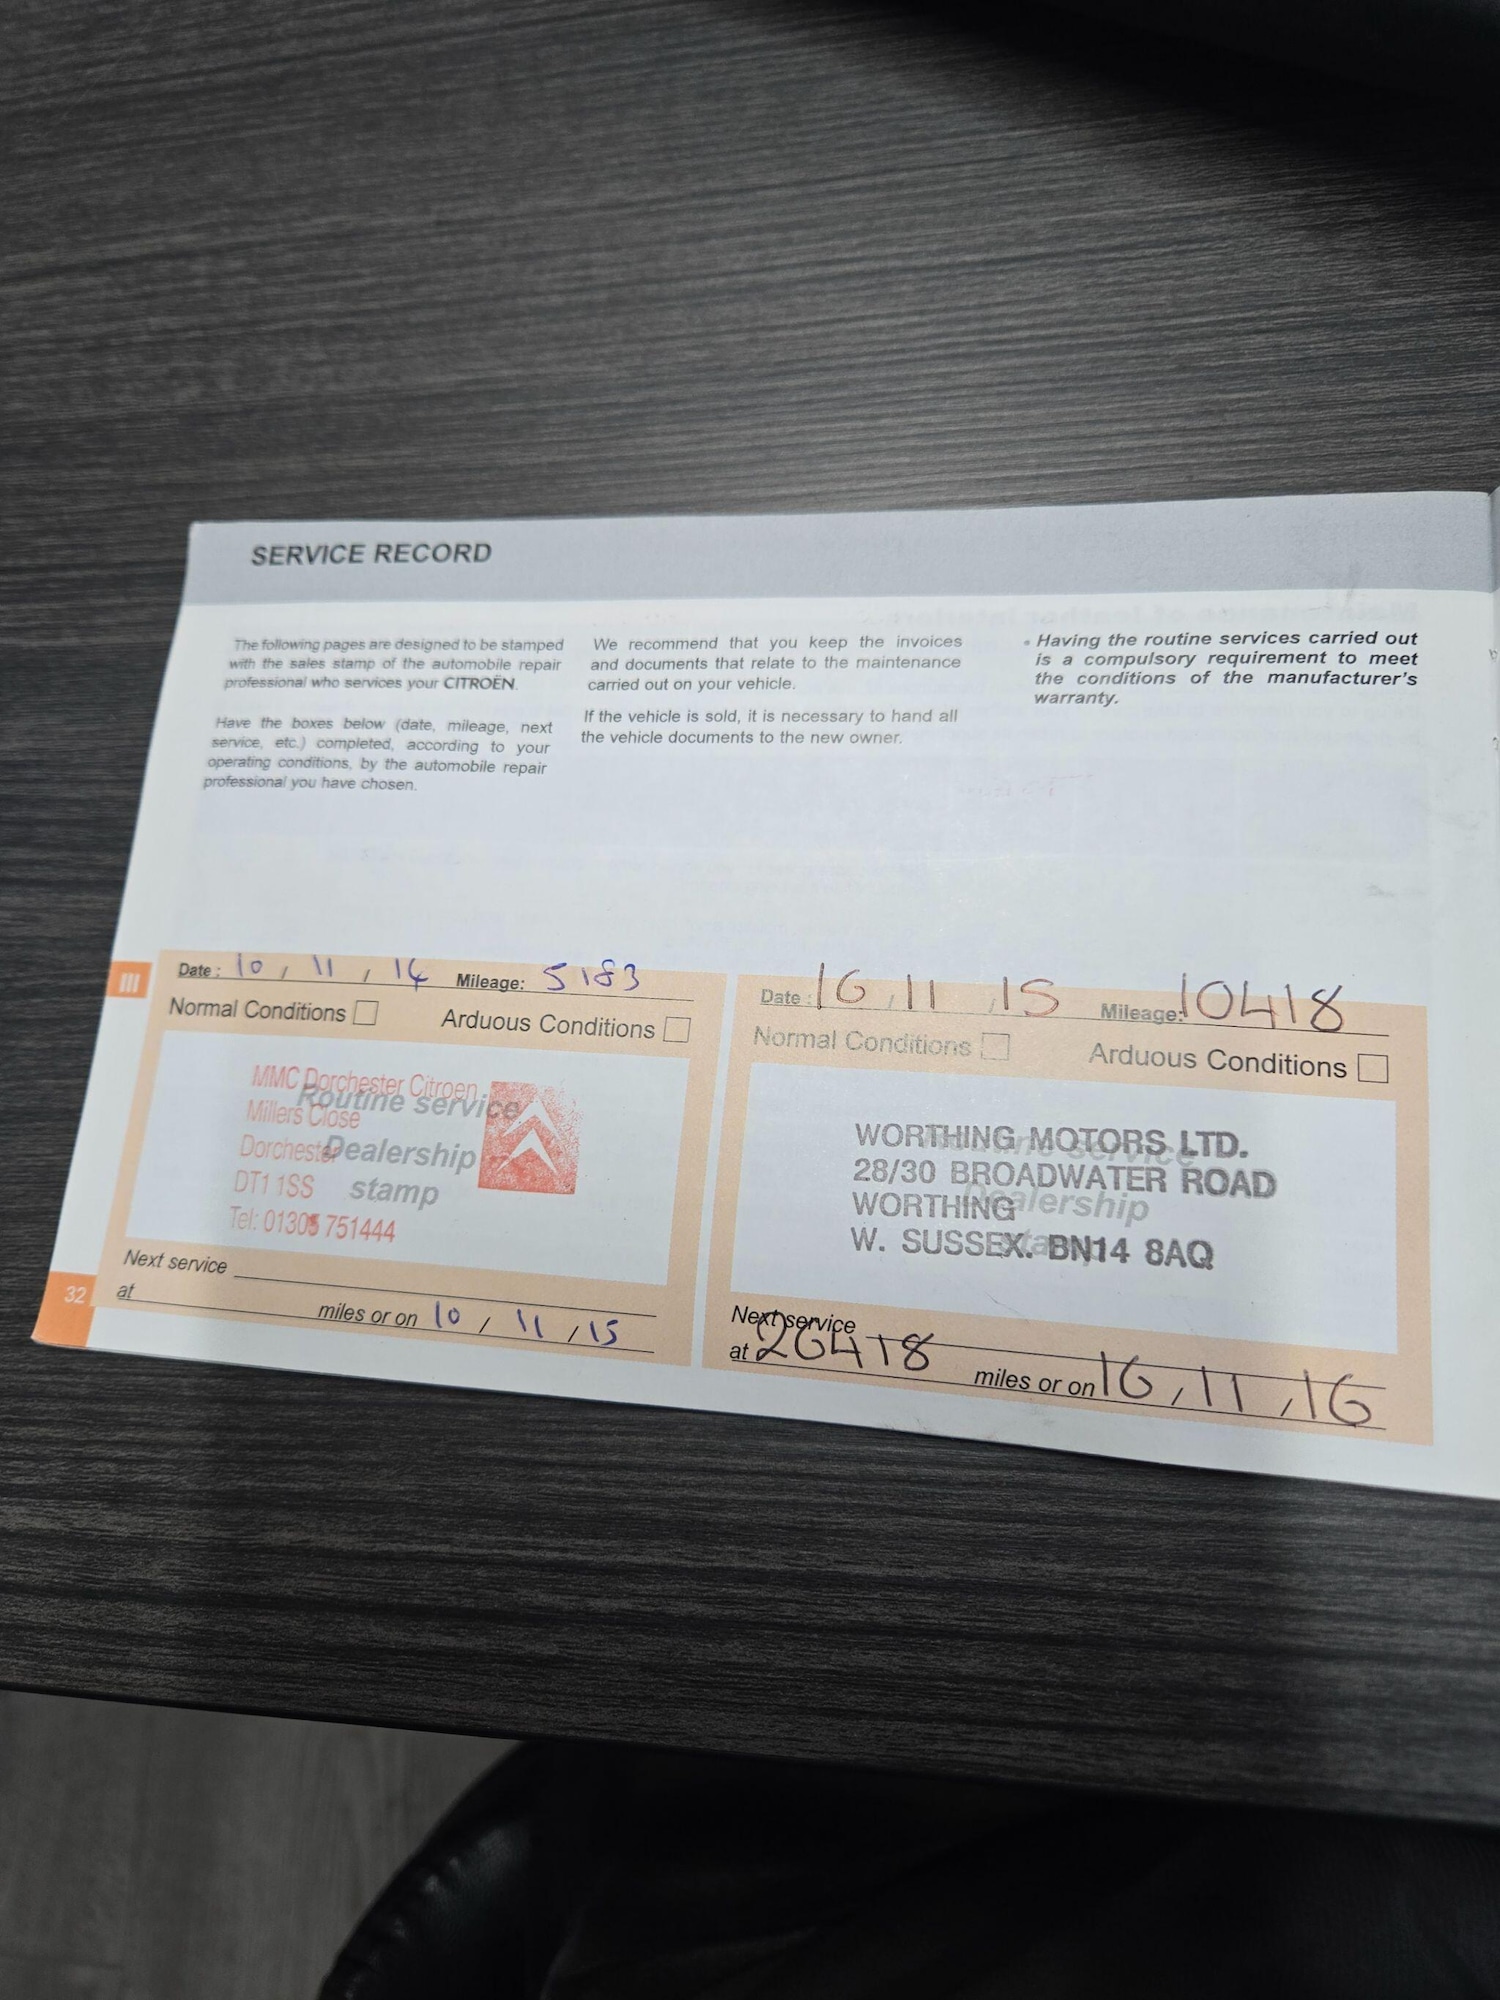 SERVICE RECORD
The following pages are designed to be stamped
with the sales stamp of the automobile repair
professional who services your CITROËN.
Have the boxes below (date, mileage, next
service, etc.) completed, according to your
operating conditions, by the automobile repair
professional you have chosen.
We recommend that you keep the invoices
and documents that relate to the maintenance
carried out on your vehicle.
If the vehicle is sold, it is necessary to hand all
the vehicle documents to the new owner.
Having the routine services carried out
is a compulsory requirement to meet
the conditions of the manufacturer's
warranty.
III
Date: 10 / 11 / 14 Mileage: 5183
Normal Conditions Arduous Conditions
Routine service
Dealership
stamp
MMC Dorchester Citroen
Millers Close
Dorchester
DT1 1SS
Tel: 01305 751444
Next service
at miles or on 10 / 11 / 15
32
Date: 16 / 11 / 15 Mileage: 10418
Normal Conditions Arduous Conditions
service
Dealership
WORTHING MOTORS LTD.
28/30 BROADWATER ROAD
WORTHING
W. SUSSEX. BN14 8AQ
Next service
at 26418 miles or on 16 / 11 / 16